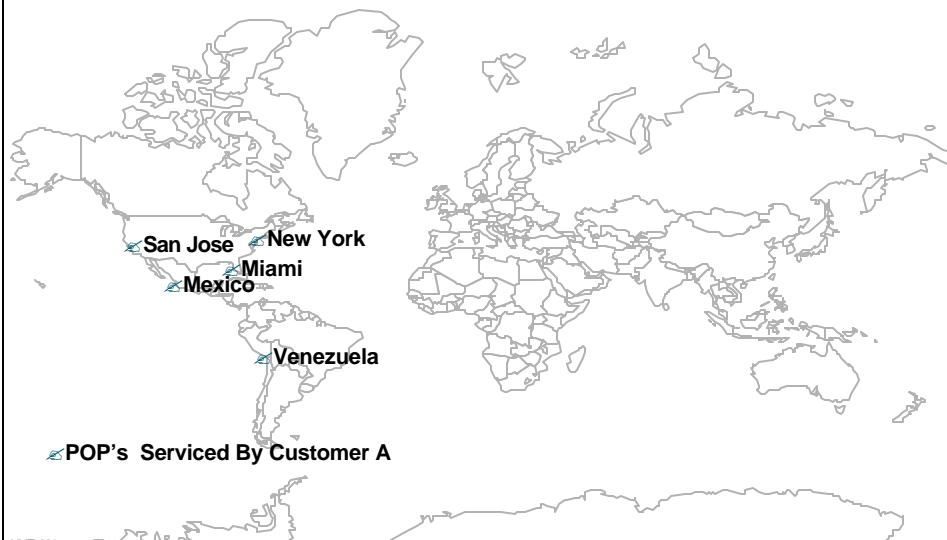 San Jose
New York
Miami
Mexico
Venezuela
POP's  Serviced By Customer A